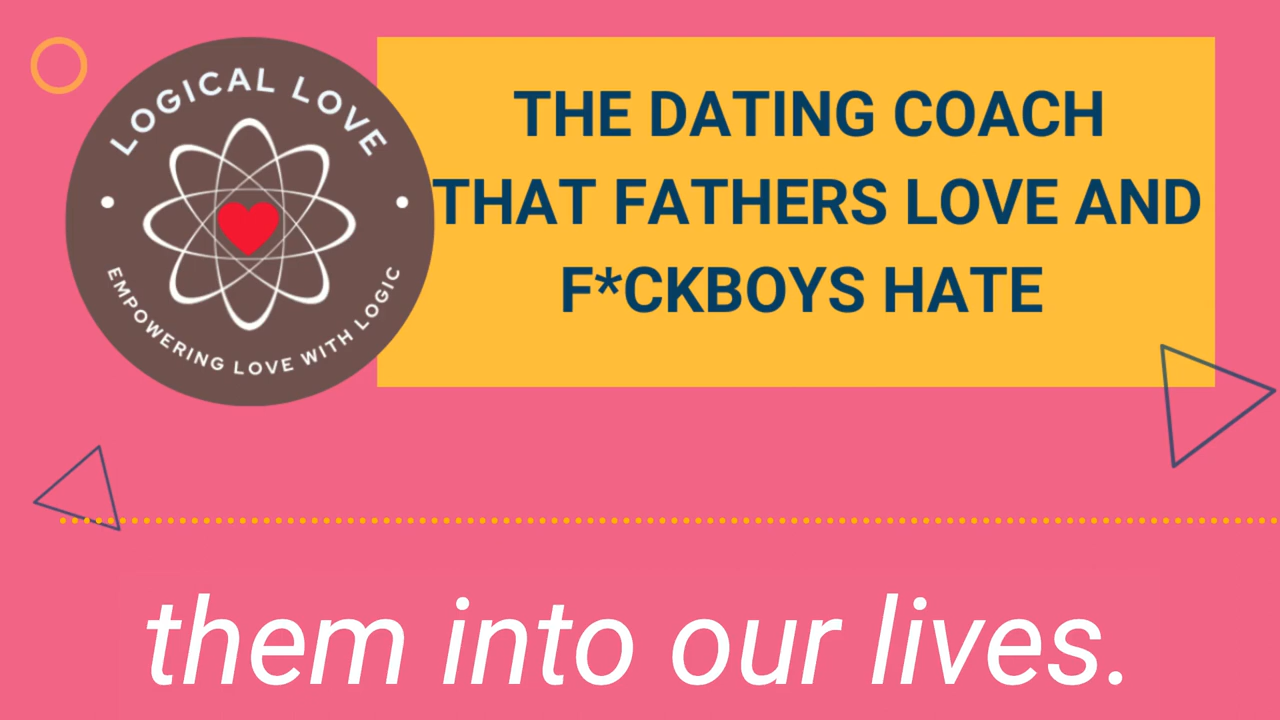 LOGICAL LOVE
EMPOWERING LOVE WITH LOGIC
THE DATING COACH
THAT FATHERS LOVE AND
F*CKBOYS HATE
them into our lives.